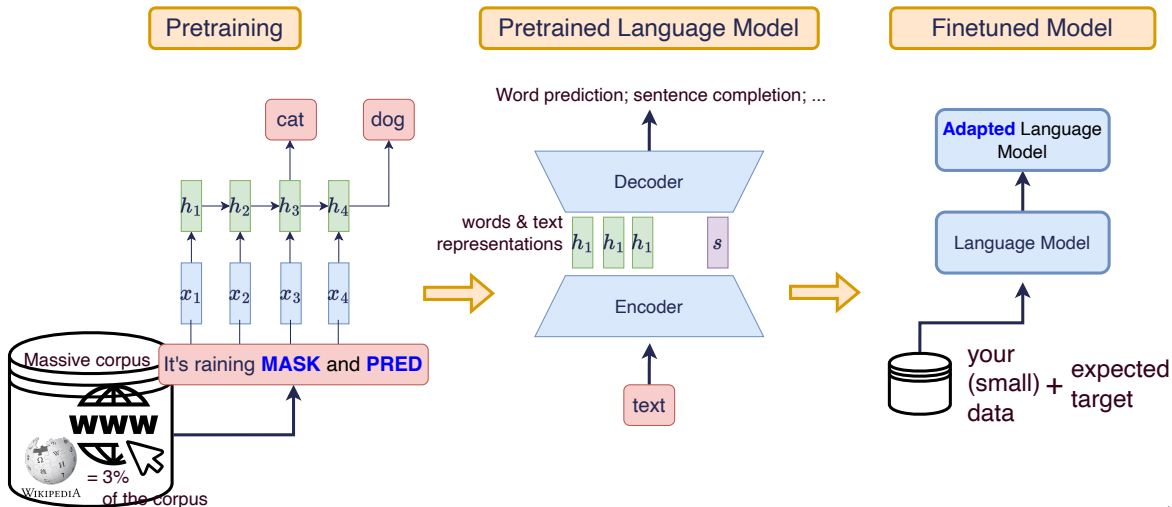 Pretraining
Pretrained Language Model
Finetuned Model
cat
dog
h₁
h₂
h₃
h₄
x₁
x₂
x₃
x₄
It's raining MASK and PRED
Massive corpus
WWW
WIKIPEDIA
= 3%
of the corpus
Word prediction; sentence completion; ...
Decoder
words & text
representations
h₁ h₁ h₁ s
Encoder
text
Adapted Language
Model
Language Model
your
(small)
data
+
expected
target